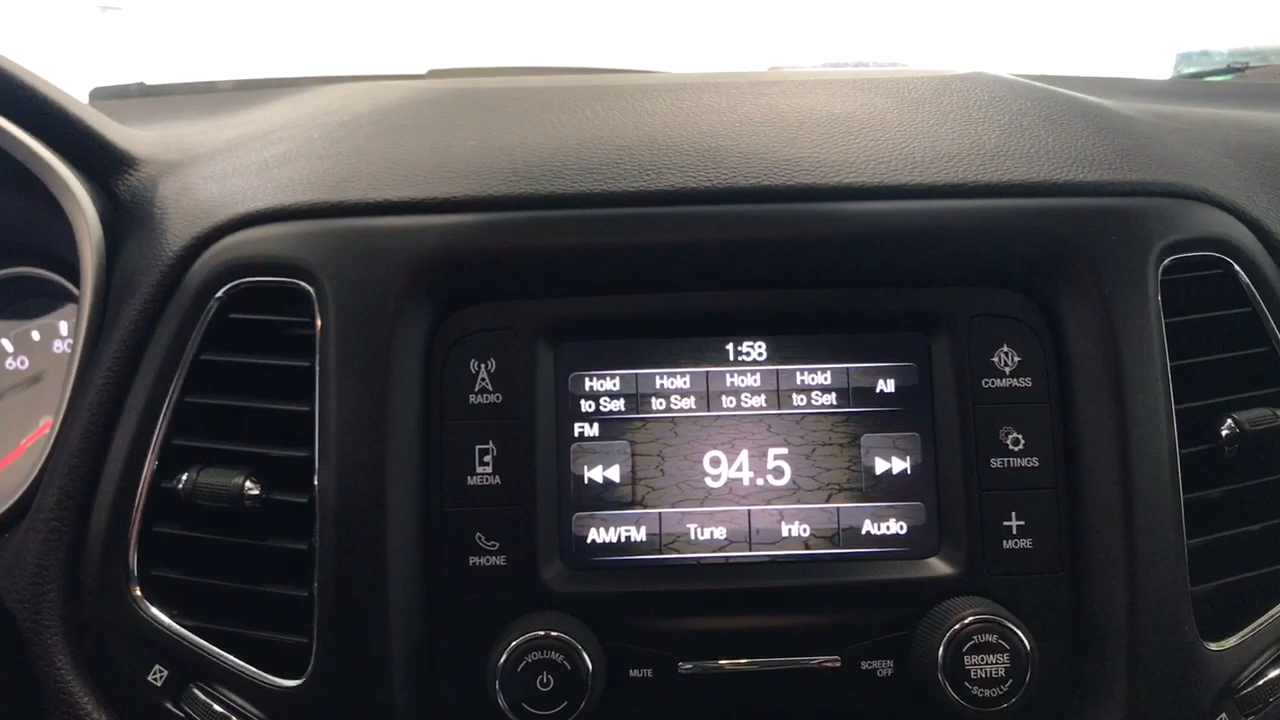 60
80
RADIO
MEDIA
PHONE
1:58
Hold to Set
Hold to Set
Hold to Set
Hold to Set
All
FM
94.5
AM/FM
Tune
Info
Audio
N
COMPASS
SETTINGS
MORE
VOLUME
MUTE
SCREEN
OFF
TUNE
BROWSE
ENTER
SCROLL